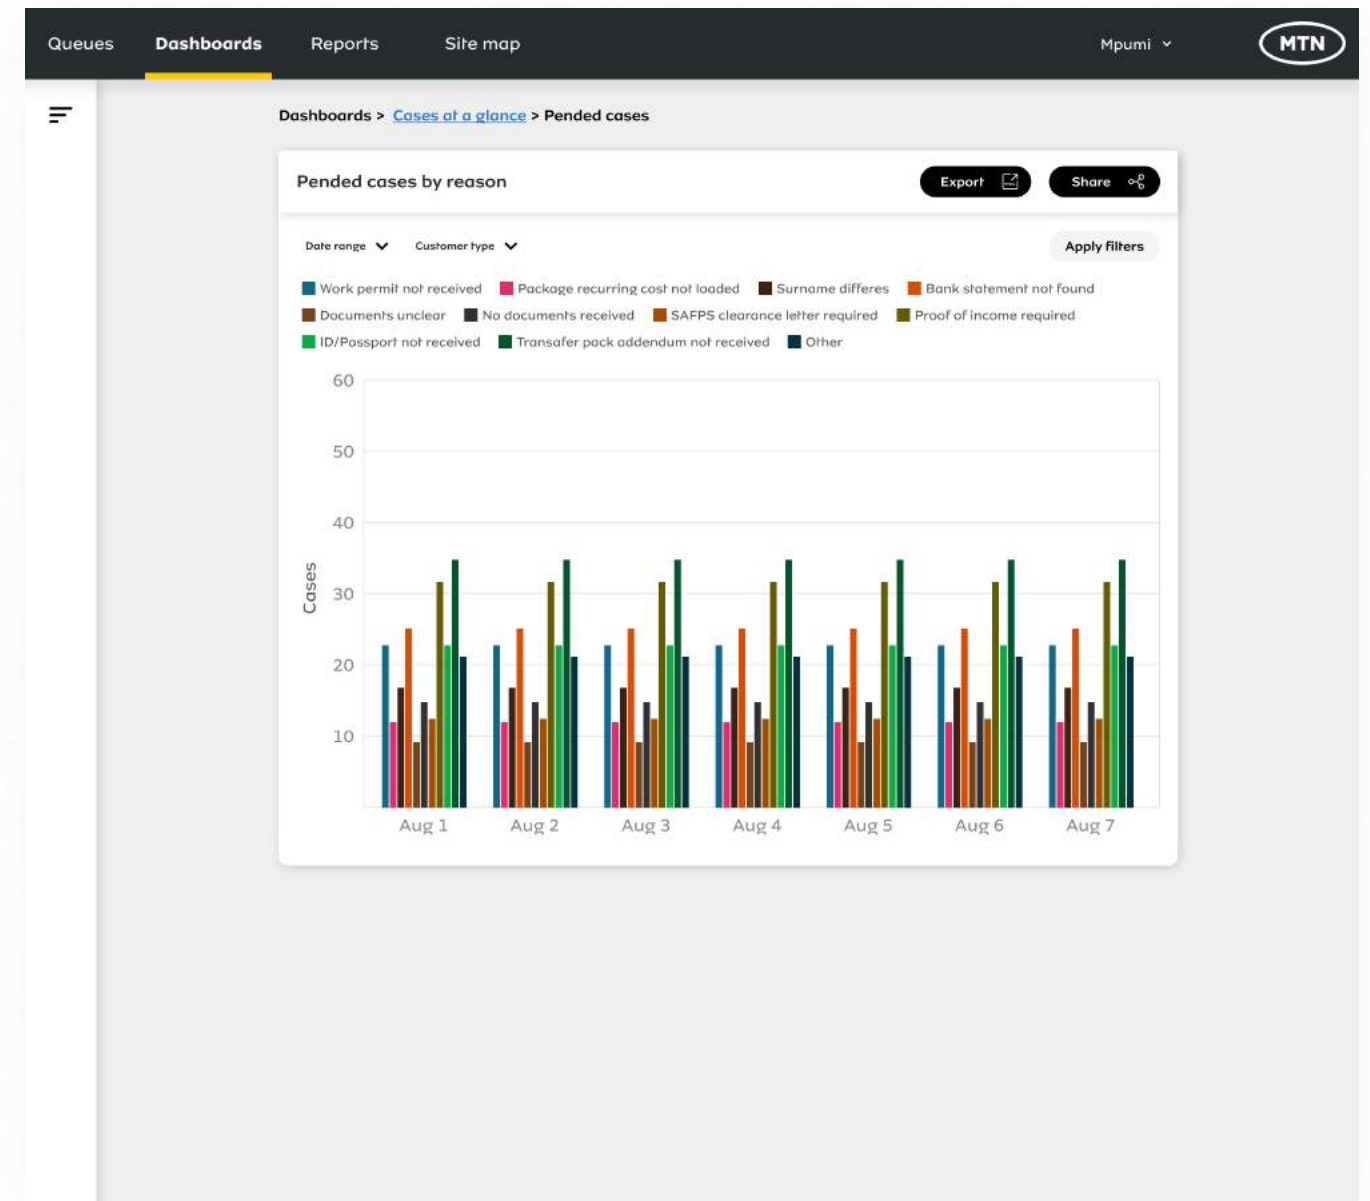 Queues Dashboards Reports Site map Mpumi MTN
Dashboards > Cases at a glance > Pended cases
Pended cases by reason Export Share
Date range Customer type Apply filters
Work permit not received Package recurring cost not loaded Surname differes Bank statement not found
Documents unclear No documents received SAFPS clearance letter required Proof of income required
ID/Passport not received Transafer pack addendum not received Other
60
50
40
30
20
10
Cases
Aug 1 Aug 2 Aug 3 Aug 4 Aug 5 Aug 6 Aug 7